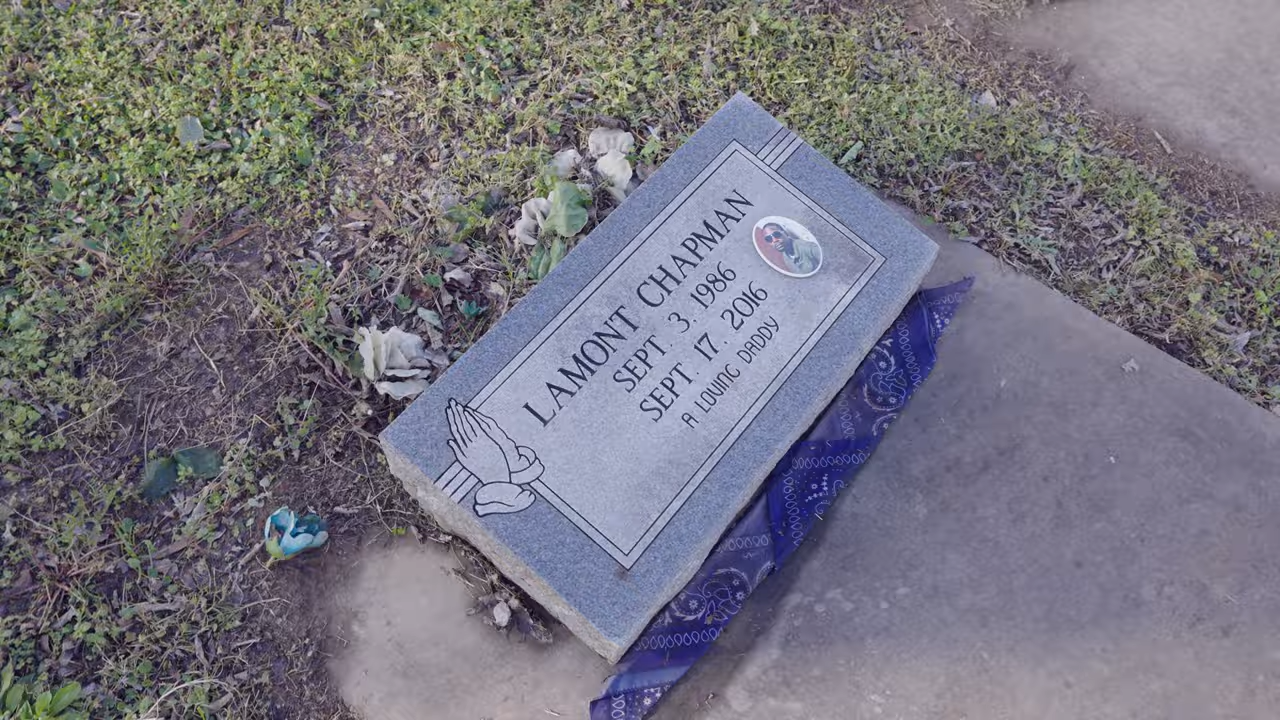 LAMONT CHAPMAN
SEPT. 3, 1986
SEPT. 17, 2016
A LOVING DADDY